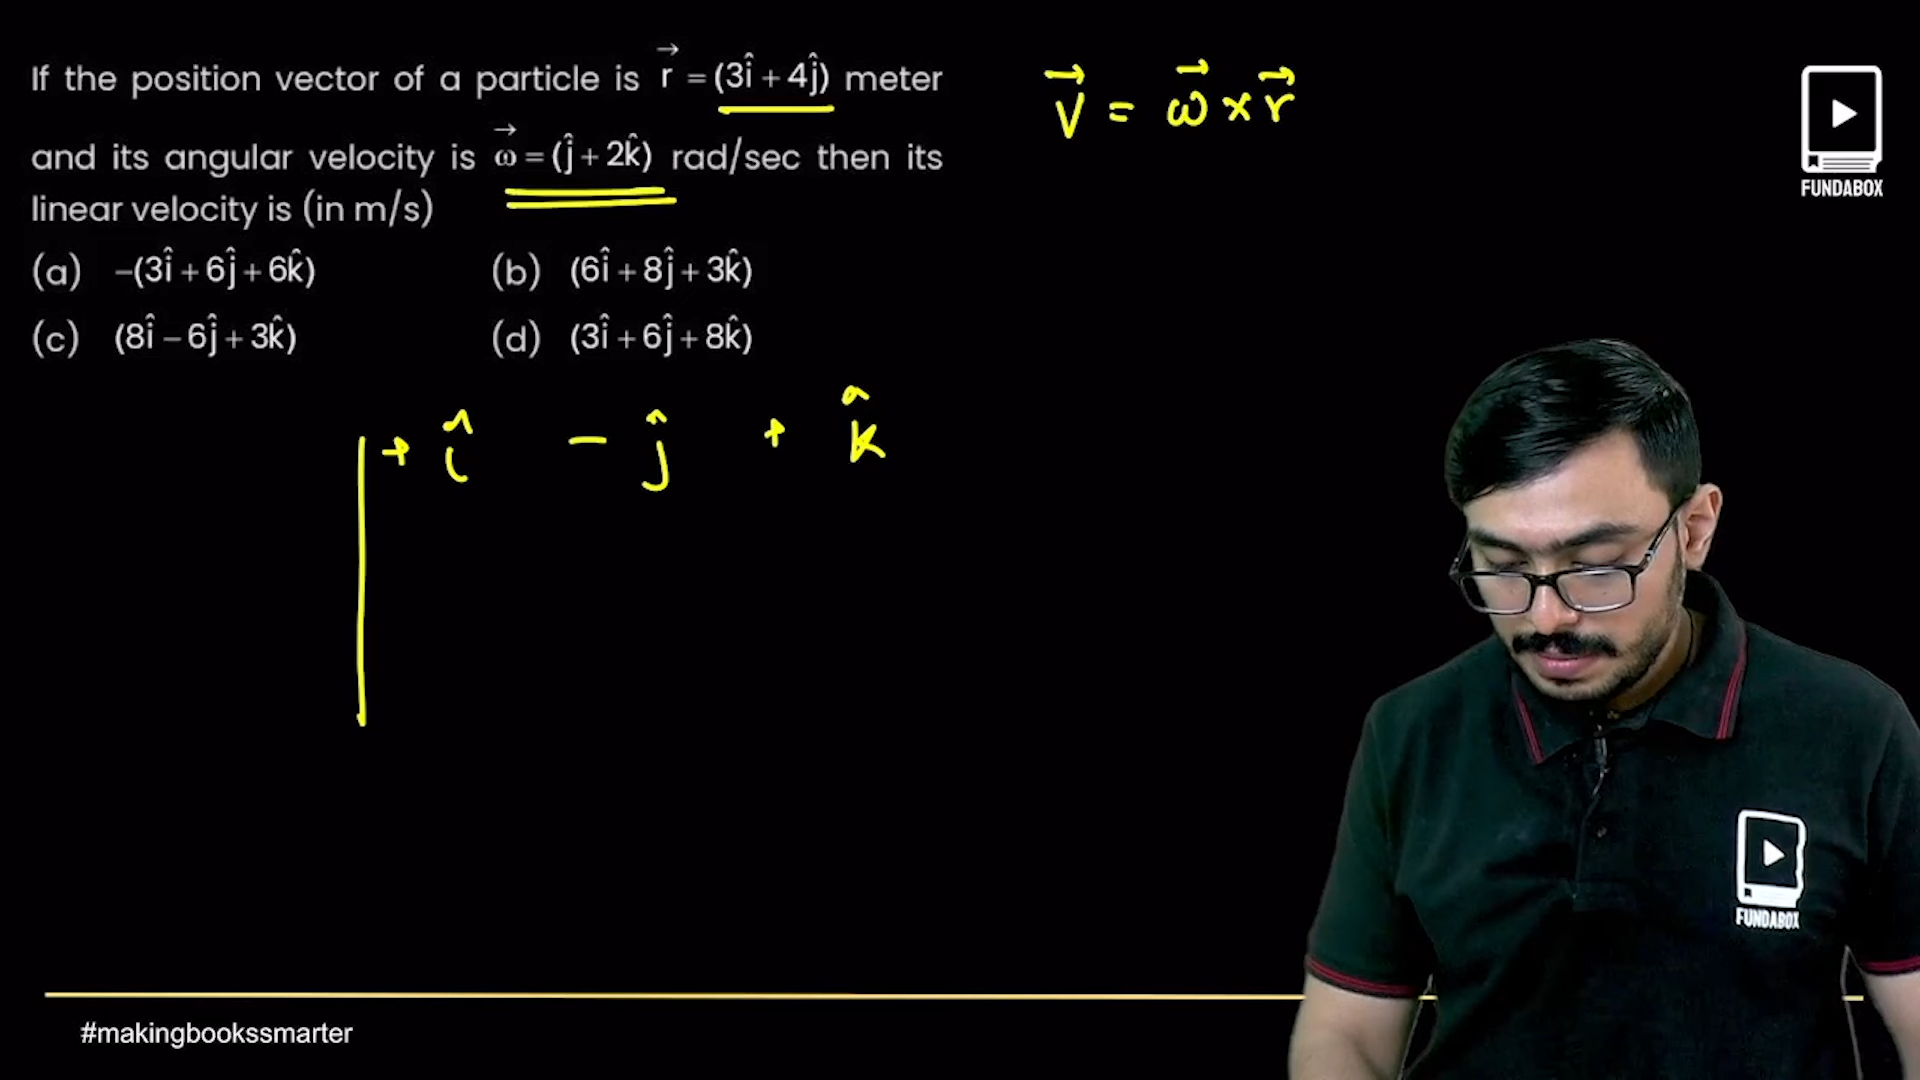 If the position vector of a particle is r⃗ = (3î + 4ĵ) meter
and its angular velocity is ω⃗ = (ĵ + 2k̂) rad/sec then its
linear velocity is (in m/s)
(a) −(3î + 6ĵ + 6k̂) (b) (6î + 8ĵ + 3k̂)
(c) (8î − 6ĵ + 3k̂) (d) (3î + 6ĵ + 8k̂)
V⃗ = ω⃗ × r⃗
+ î − ĵ + k̂
FUNDABOX
FUNDABOX
#makingbookssmarter